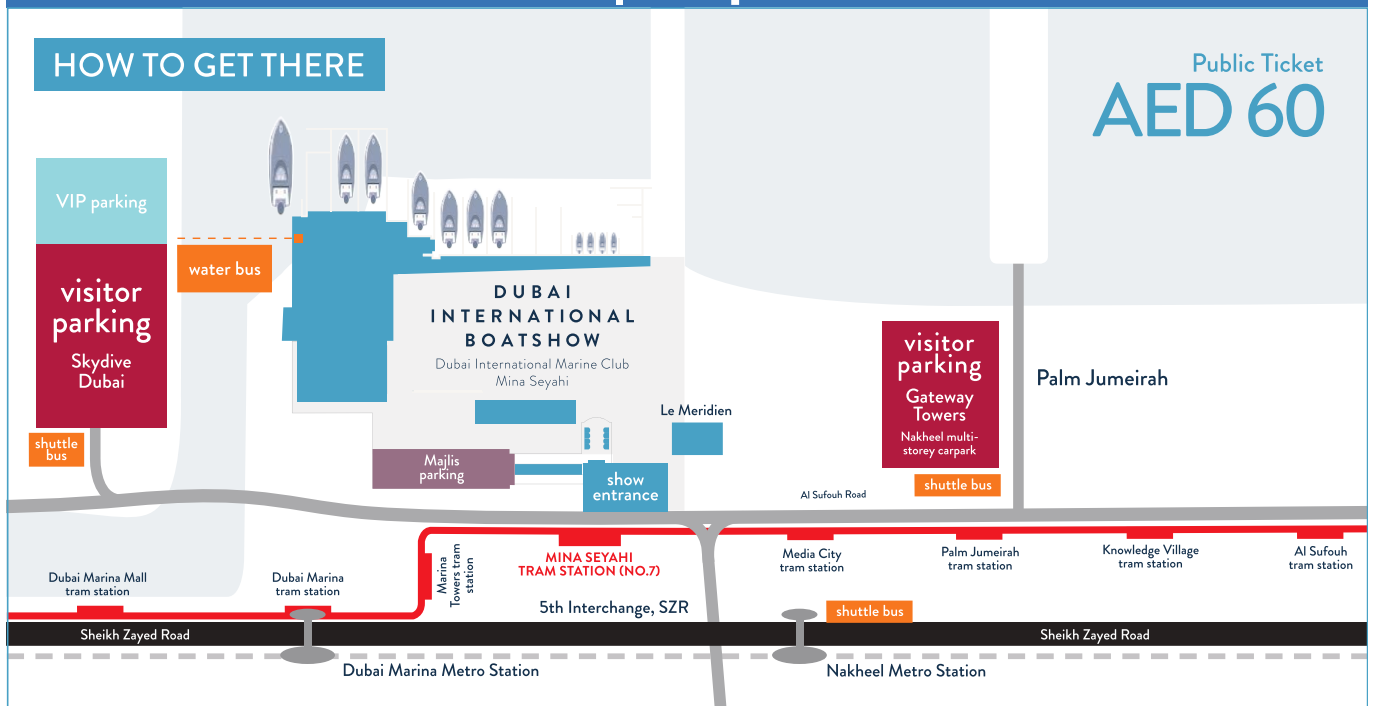 HOW TO GET THERE
Public Ticket
AED 60
VIP parking
visitor
parking
Skydive
Dubai
water bus
shuttle
bus
DUBAI
INTERNATIONAL
BOATSHOW
Dubai International Marine Club
Mina Seyahi
Le Meridien
Majlis
parking
show
entrance
visitor
parking
Gateway
Towers
Nakheel multi-
storey carpark
shuttle bus
Palm Jumeirah
Al Sufouh Road
Dubai Marina Mall
tram station
Dubai Marina
tram station
Marina
Towers tram
station
MINA SEYAHI
TRAM STATION (NO.7)
Media City
tram station
Palm Jumeirah
tram station
Knowledge Village
tram station
Al Sufouh
tram station
5th Interchange, SZR
shuttle bus
Sheikh Zayed Road
Sheikh Zayed Road
Dubai Marina Metro Station
Nakheel Metro Station